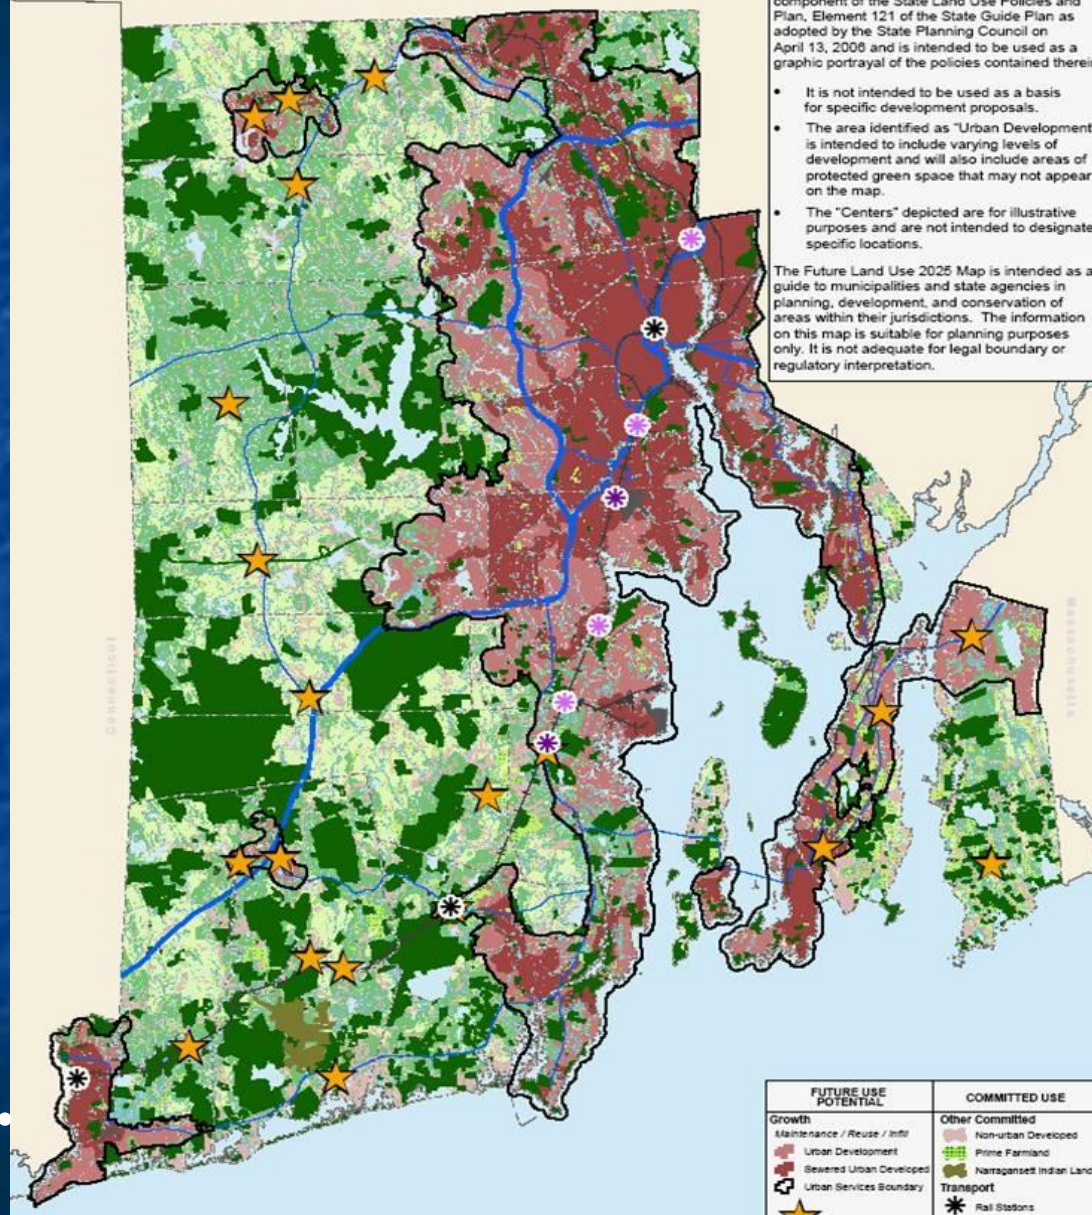 component of the State Land Use Policies and
Plan, Element 121 of the State Guide Plan as
adopted by the State Planning Council on
April 13, 2006 and is intended to be used as a
graphic portrayal of the policies contained therein
• It is not intended to be used as a basis
for specific development proposals.
• The area identified as "Urban Development
is intended to include varying levels of
development and will also include areas of
protected green space that may not appear
on the map.
• The "Centers" depicted are for illustrative
purposes and are not intended to designate
specific locations.
The Future Land Use 2025 Map is intended as a
guide to municipalities and state agencies in
planning, development, and conservation of
areas within their jurisdictions. The information
on this map is suitable for planning purposes
only. It is not adequate for legal boundary or
regulatory interpretation.
Connecticut
Massachusetts
FUTURE USE
POTENTIAL
Growth
Maintenance / Reuse / Infill
Urban Development
Sewered Urban Developed
Urban Services Boundary
COMMITTED USE
Other Committed
Non-urban Developed
Prime Farmland
Narragansett Indian Land
Transport
Rail Stations